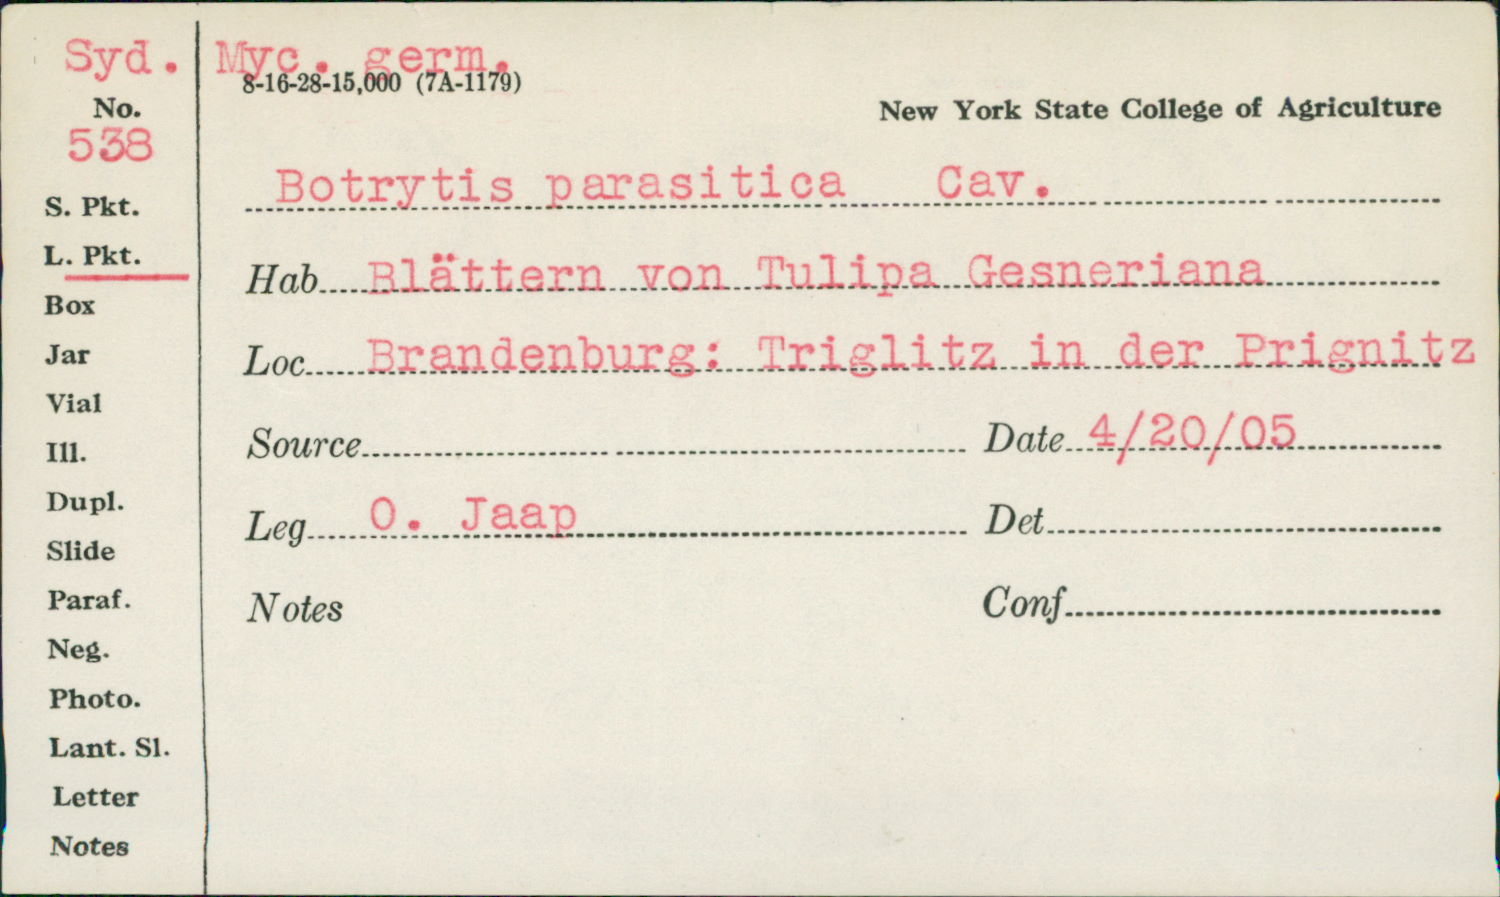 Syd. Myc. germ.
8-16-28-15,000 (7A-1179)
No.
538
New York State College of Agriculture
Botrytis parasitica Cav.
S. Pkt.
L. Pkt.
Hab. Blättern von Tulipa Gesneriana
Box
Loc. Brandenburg: Triglitz in der Prignitz
Jar
Vial
Source Date 4/20/05
Ill.
Dupl.
Leg. O. Jaap Det.
Slide
Paraf.
Notes Conf.
Neg.
Photo.
Lant. Sl.
Letter
Notes